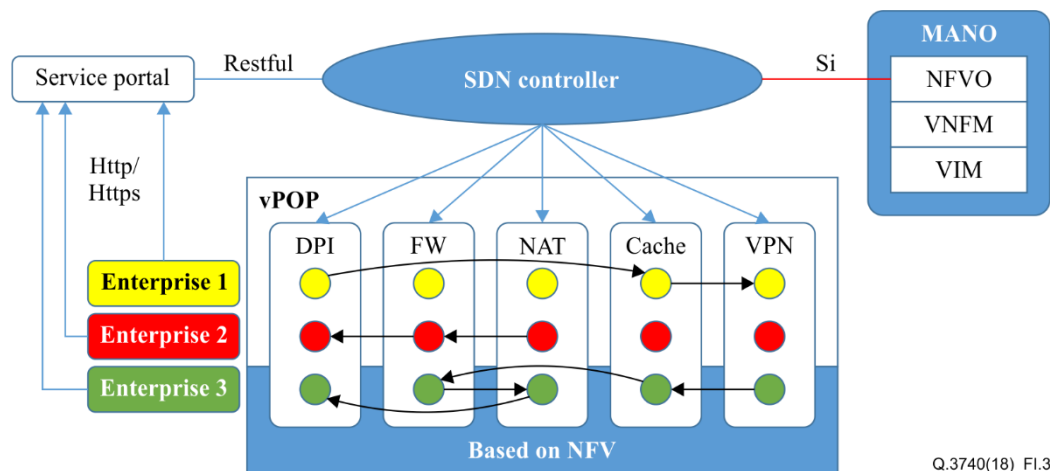 MANO
Service portal
Restful
SDN controller
Si
NFVO
VNFM
VIM
Http/
Https
vPOP
DPI
FW
NAT
Cache
VPN
Enterprise 1
Enterprise 2
Enterprise 3
Based on NFV
Q.3740(18)_FI.3